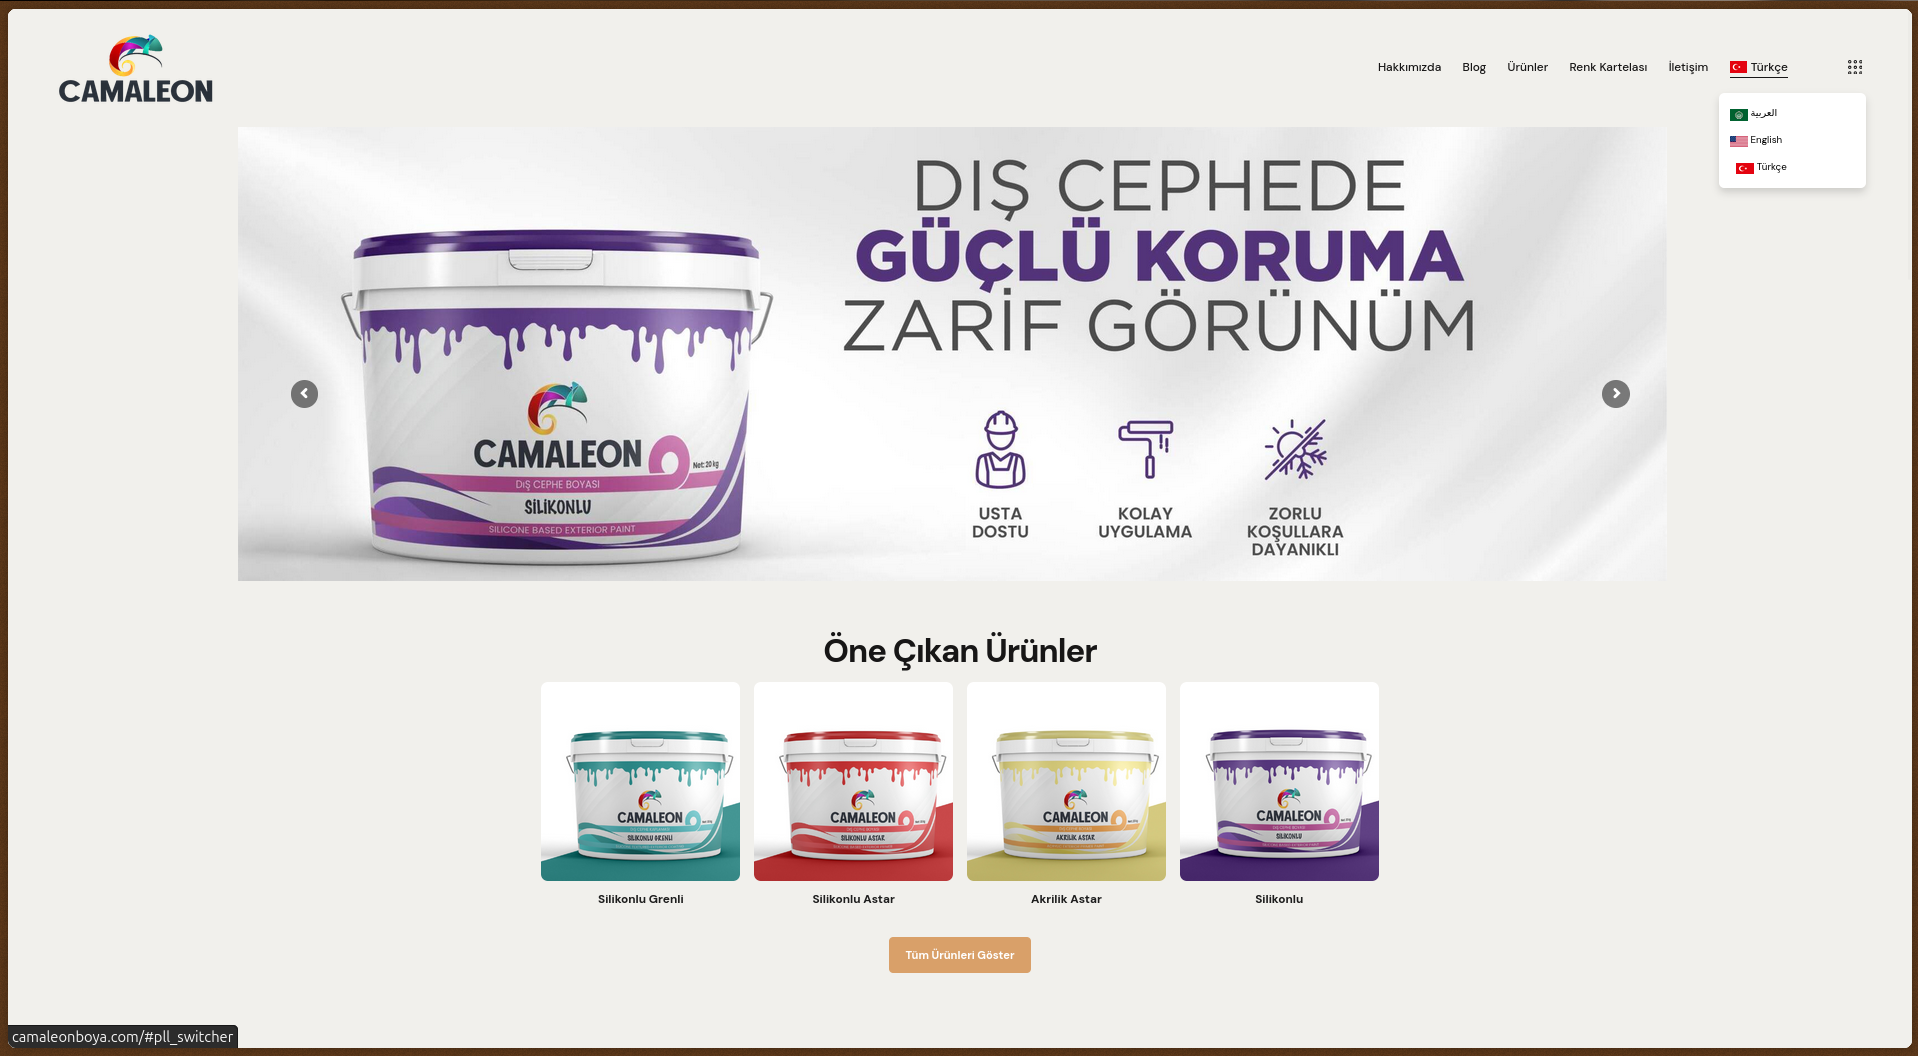 CAMALEON
Hakkımızda Blog Ürünler Renk Kartelası İletişim Türkçe
العربية
English
Türkçe
DIŞ CEPHEDE
GÜÇLÜ KORUMA
ZARİF GÖRÜNÜM
CAMALEON
Net: 20 kg
DIŞ CEPHE BOYASI
SİLİKONLU
SILICONE BASED EXTERIOR PAINT
USTA
DOSTU
KOLAY
UYGULAMA
ZORLU
KOŞULLARA
DAYANIKLI
Öne Çıkan Ürünler
CAMALEON
SİLİKONLU GRENLİ
CAMALEON
SİLİKONLU ASTAR
CAMALEON
AKRİLİK ASTAR
CAMALEON
SİLİKONLU
Silikonlu Grenli
Silikonlu Astar
Akrilik Astar
Silikonlu
Tüm Ürünleri Göster
camaleonboya.com/#pll_switcher